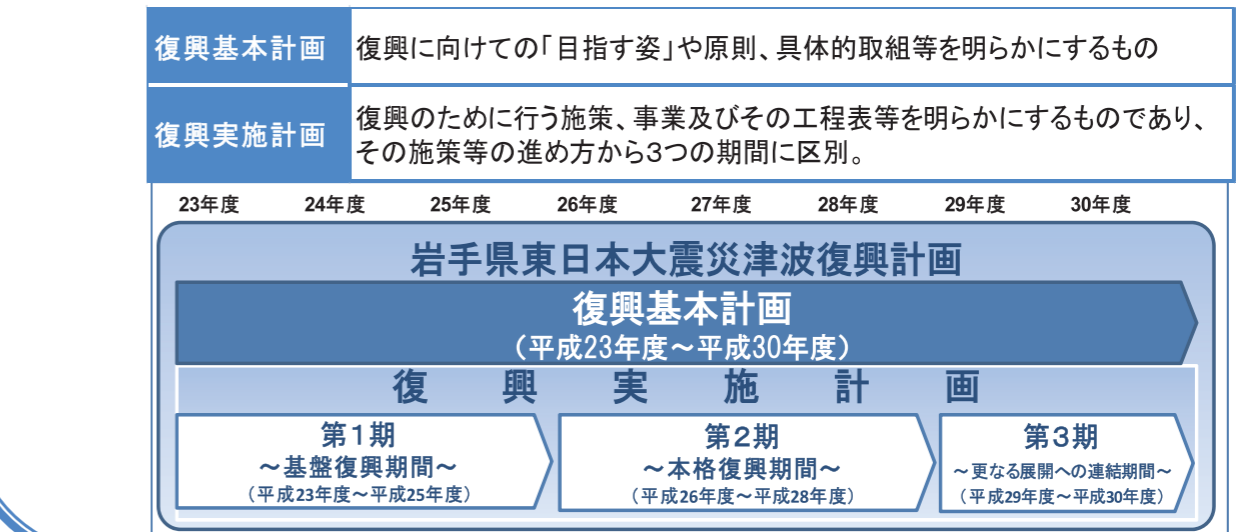 復興基本計画
復興に向けての「目指す姿」や原則、具体的取組等を明らかにするもの
復興実施計画
復興のために行う施策、事業及びその工程表等を明らかにするものであり、
その施策等の進め方から3つの期間に区別。
23年度 24年度 25年度 26年度 27年度 28年度 29年度 30年度
岩手県東日本大震災津波復興計画
復興基本計画
（平成23年度～平成30年度）
復興実施計画
第1期
～基盤復興期間～
（平成23年度～平成25年度）
第2期
～本格復興期間～
（平成26年度～平成28年度）
第3期
～更なる展開への連結期間～
（平成29年度～平成30年度）